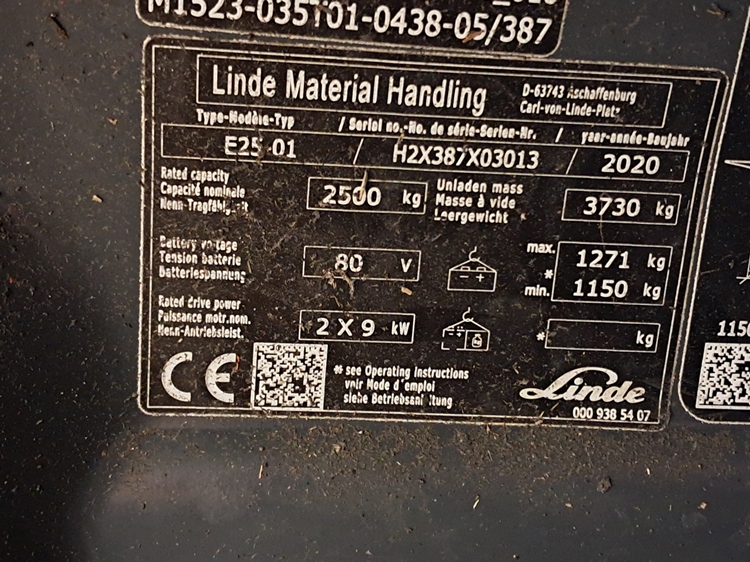 M1523-035T01-0438-05/387
Linde Material Handling
D-63743 Aschaffenburg
Carl-von-Linde-Platz
Type-Modèle-Typ / Serial no.-No. de série-Serien-Nr. / year-année-Baujahr
E25-01 / H2X387X03013 / 2020
Rated capacity
Capacité nominale
Nenn-Tragfähigkeit
2500 kg
Unladen mass
Masse à vide
Leergewicht
3730 kg
Battery voltage
Tension batterie
Batteriespannung
80 V
max. 1271 kg
*
min. 1150 kg
Rated drive power
Puissance motr.nom.
Nenn-Antriebsleist.
2 X 9 kW
* kg
CE
* see Operating instructions
voir Mode d'emploi
siehe Betriebsanleitung
Linde
000 938 54 07
1150